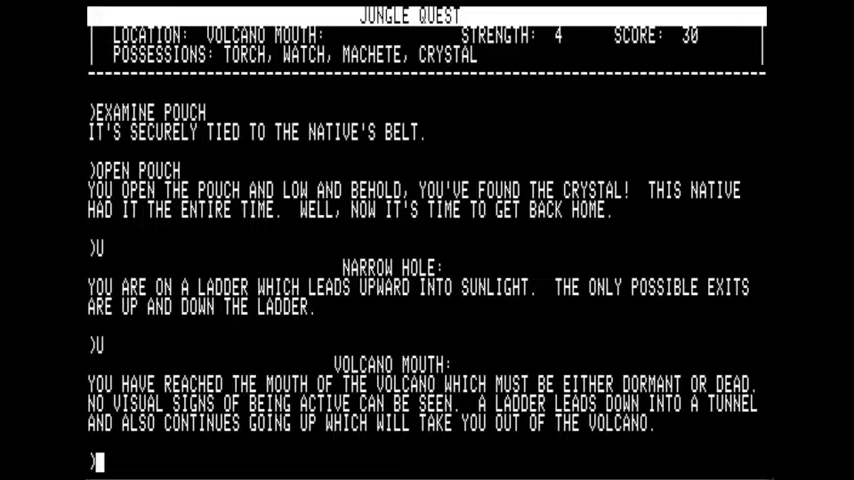 JUNGLE QUEST
LOCATION: VOLCANO MOUTH: STRENGTH: 4 SCORE: 30
POSSESSIONS: TORCH, WATCH, MACHETE, CRYSTAL
>EXAMINE POUCH
IT'S SECURELY TIED TO THE NATIVE'S BELT.
>OPEN POUCH
YOU OPEN THE POUCH AND LOW AND BEHOLD, YOU'VE FOUND THE CRYSTAL! THIS NATIVE
HAD IT THE ENTIRE TIME. WELL, NOW IT'S TIME TO GET BACK HOME.
>U
NARROW HOLE:
YOU ARE ON A LADDER WHICH LEADS UPWARD INTO SUNLIGHT. THE ONLY POSSIBLE EXITS
ARE UP AND DOWN THE LADDER.
>U
VOLCANO MOUTH:
YOU HAVE REACHED THE MOUTH OF THE VOLCANO WHICH MUST BE EITHER DORMANT OR DEAD.
NO VISUAL SIGNS OF BEING ACTIVE CAN BE SEEN. A LADDER LEADS DOWN INTO A TUNNEL
AND ALSO CONTINUES GOING UP WHICH WILL TAKE YOU OUT OF THE VOLCANO.
>